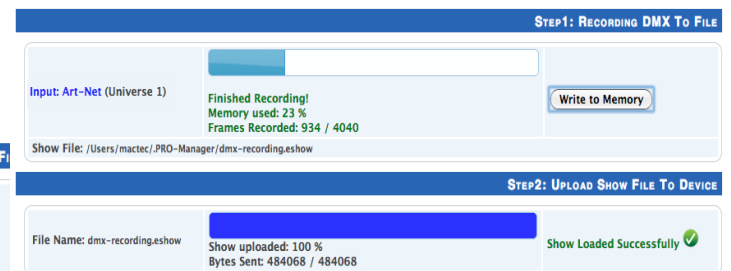 STEP1: RECORDING DMX TO FILE
Input: Art-Net (Universe 1)
Finished Recording!
Memory used: 23 %
Frames Recorded: 934 / 4040
Write to Memory
Show File: /Users/mactec/.PRO-Manager/dmx-recording.eshow
FI
STEP2: UPLOAD SHOW FILE TO DEVICE
File Name: dmx-recording.eshow
Show uploaded: 100 %
Bytes Sent: 484068 / 484068
Show Loaded Successfully